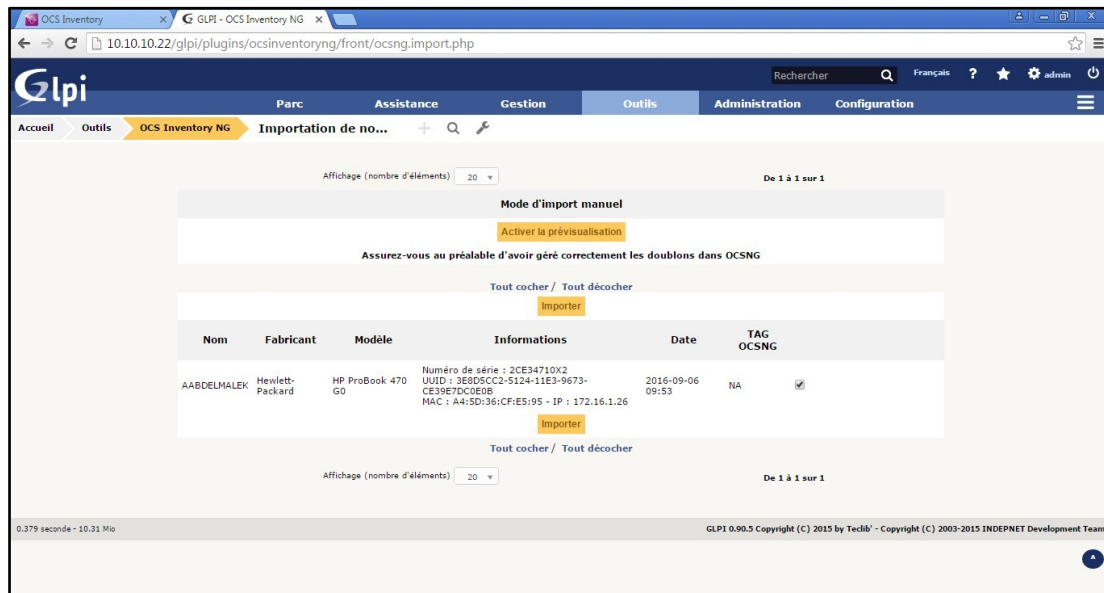 OCS Inventory
GLPI - OCS Inventory NG
10.10.10.22/glpi/plugins/ocsinventoryng/front/ocsng.import.php
Glpi
Rechercher
Français
?
admin
Parc
Assistance
Gestion
Outils
Administration
Configuration
Accueil
Outils
OCS Inventory NG
Importation de no...
Affichage (nombre d'éléments) 20
De 1 à 1 sur 1
Mode d'import manuel
Activer la prévisualisation
Assurez-vous au préalable d'avoir géré correctement les doublons dans OCSNG
Tout cocher / Tout décocher
Importer
Nom
Fabricant
Modèle
Informations
Date
TAG
OCSNG
AABDELMALEK
Hewlett-
Packard
HP ProBook 470
G0
Numéro de série : 2CE34710X2
UUID : 3E8D5CC2-5124-11E3-9673-
CE39E7DC0E0B
MAC : A4:5D:36:CF:E5:95 - IP : 172.16.1.26
2016-09-06
09:53
NA
Importer
Tout cocher / Tout décocher
Affichage (nombre d'éléments) 20
De 1 à 1 sur 1
0.379 seconde - 10.31 Mio
GLPI 0.90.5 Copyright (C) 2015 by Teclib' - Copyright (C) 2003-2015 INDEPNET Development Team